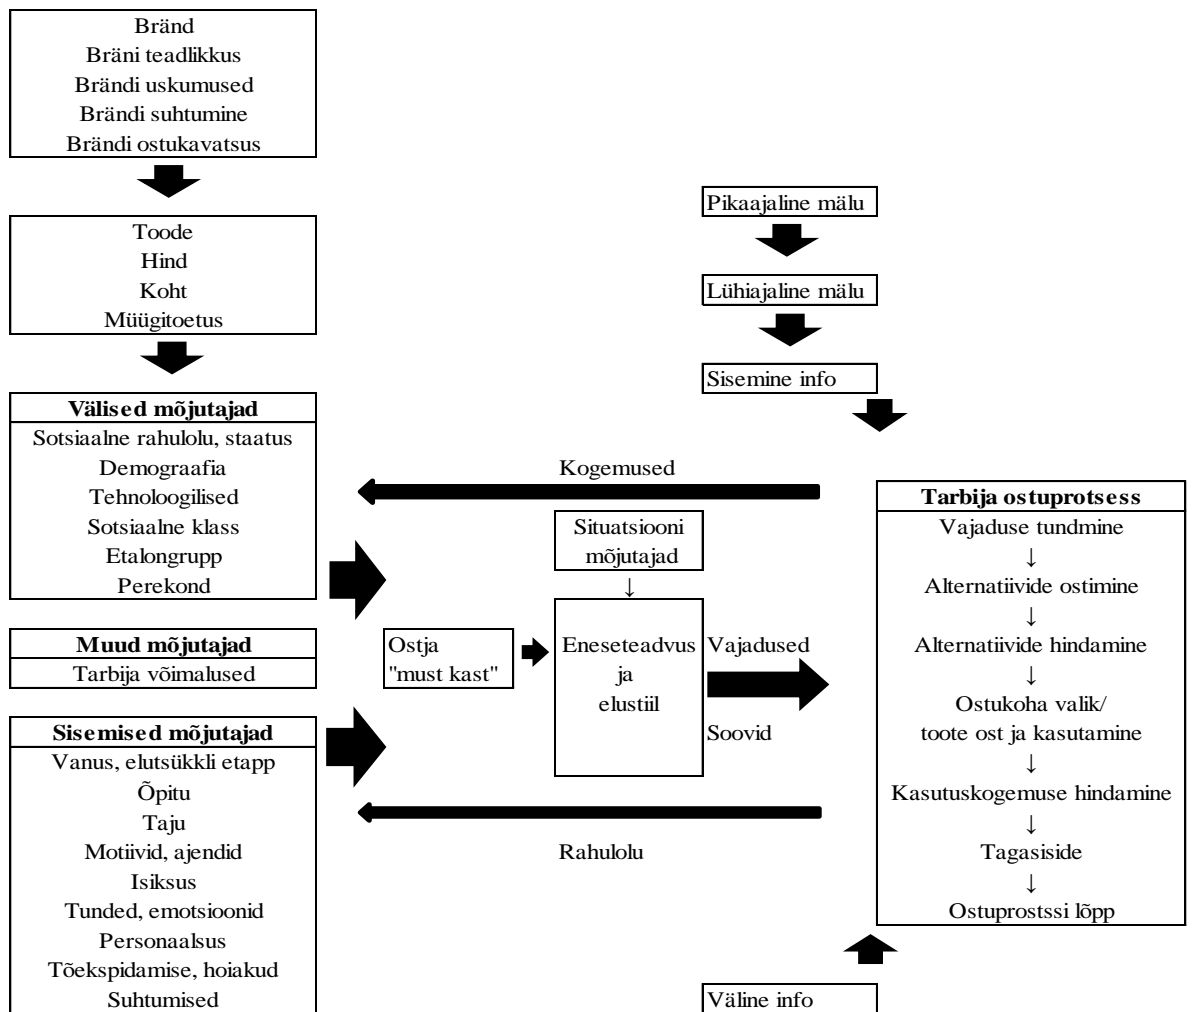 Bränd
Bräni teadlikkus
Brändi uskumused
Brändi suhtumine
Brändi ostukavatsus
Toode
Hind
Koht
Müügitoetus
Välised mõjutajad
Sotsiaalne rahulolu, staatus
Demograafia
Tehnoloogilised
Sotsiaalne klass
Etalongrupp
Perekond
Muud mõjutajad
Tarbija võimalused
Sisemised mõjutajad
Vanus, elutsükkli etapp
Õpitu
Taju
Motiivid, ajendid
Isiksus
Tunded, emotsioonid
Personaalsus
Tõekspidamise, hoiakud
Suhtumised
Kogemused
Situatsiooni
mõjutajad
↓
Ostja
"must kast"
Eneseteadvus
ja
elustiil
Vajadused
Soovid
Rahulolu
Pikaajaline mälu
Lühiajaline mälu
Sisemine info
Tarbija ostuprotsess
Vajaduse tundmine
↓
Alternatiivide ostimine
↓
Alternatiivide hindamine
↓
Ostukoha valik/
toote ost ja kasutamine
↓
Kasutuskogemuse hindamine
↓
Tagasiside
↓
Ostuprostssi lõpp
Väline info